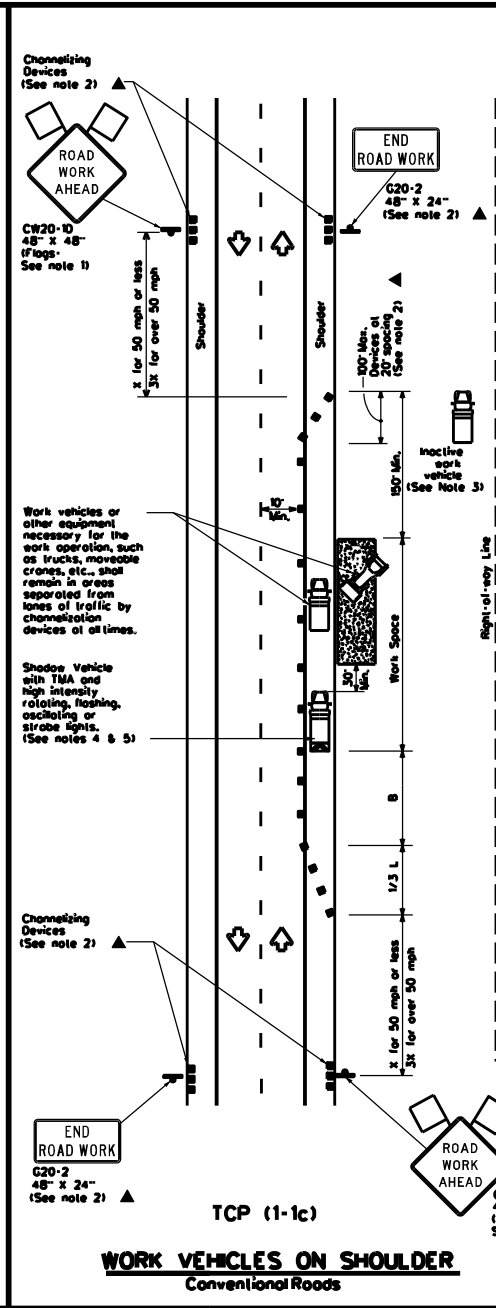 Channelizing
Devices
(See note 2) ▲
ROAD
WORK
AHEAD
CW20-1D
48" X 48"
(Flags-
See note 1)
END
ROAD WORK
G20-2
48" X 24"
(See note 2) ▲
X for 50 mph or less
3X for over 50 mph
Shoulder
Shoulder
100' Max.
Devices at
20' spacing
(See note 2)
▲
150' Min.
Inactive
work
vehicle
(See Note 3)
10'
Min.
Work vehicles or
other equipment
necessary for the
work operation, such
as trucks, moveable
cranes, etc., shall
remain in areas
separated from
lanes of traffic by
channelization
devices at all times.
Right-of-way Line
Work Space
30'
Min.
Shadow Vehicle
with TMA and
high intensity
rotating, flashing,
oscillating or
strobe lights.
(See notes 4 & 5)
B
1/3 L
Channelizing
Devices
(See note 2) ▲
X for 50 mph or less
3X for over 50 mph
END
ROAD WORK
G20-2
48" X 24"
(See note 2) ▲
ROAD
WORK
AHEAD
TCP (1-1c)
WORK VEHICLES ON SHOULDER
Conventional Roads